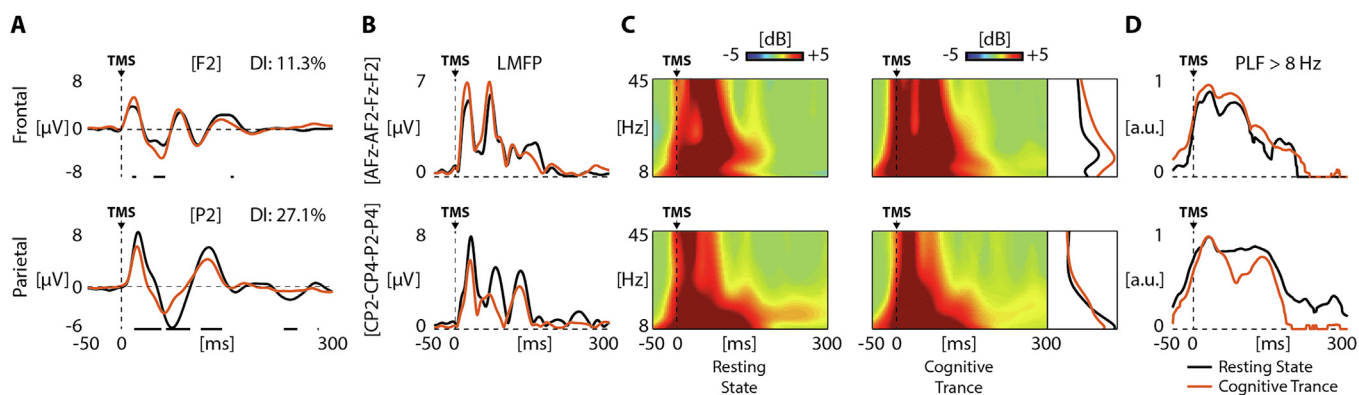 A
B
C
D
TMS [F2] DI: 11.3%
8
[µV] 0
-8
Frontal
TMS LMFP
7
[µV]
0
[AFz-AF2-Fz-F2]
[dB]
-5 +5
TMS
45
[Hz]
8
[dB]
-5 +5
TMS
TMS PLF > 8 Hz
1
[a.u.]
0
TMS [P2] DI: 27.1%
8
[µV]
0
-6
Parietal
-50 0 [ms] 300
TMS
8
[µV]
0
[CP2-CP4-P2-P4]
-50 0 [ms] 300
TMS
45
[Hz]
8
-50 0 300
Resting
State
TMS
-50 0 [ms] 300
Cognitive
Trance
TMS
1
[a.u.]
0
-50 0 [ms] 300
Resting State
Cognitive Trance